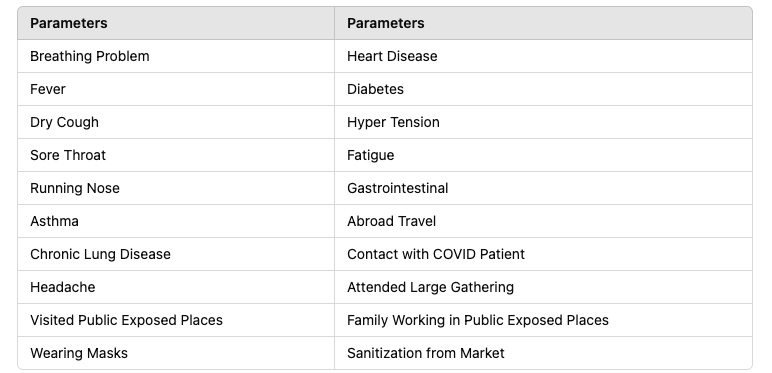 Parameters Parameters
Breathing Problem Heart Disease
Fever Diabetes
Dry Cough Hyper Tension
Sore Throat Fatigue
Running Nose Gastrointestinal
Asthma Abroad Travel
Chronic Lung Disease Contact with COVID Patient
Headache Attended Large Gathering
Visited Public Exposed Places Family Working in Public Exposed Places
Wearing Masks Sanitization from Market